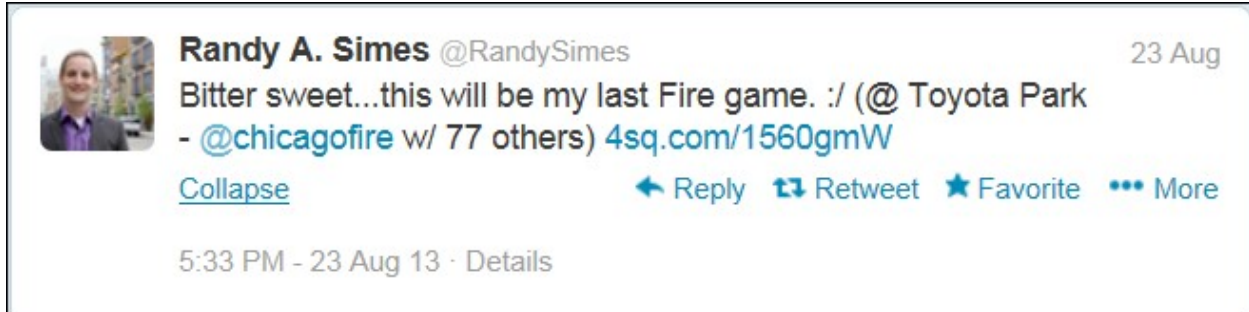 Randy A. Simes @RandySimes 23 Aug
Bitter sweet...this will be my last Fire game. :/ (@ Toyota Park
- @chicagofire w/ 77 others) 4sq.com/1560gmW
Collapse Reply Retweet Favorite More
5:33 PM - 23 Aug 13 · Details